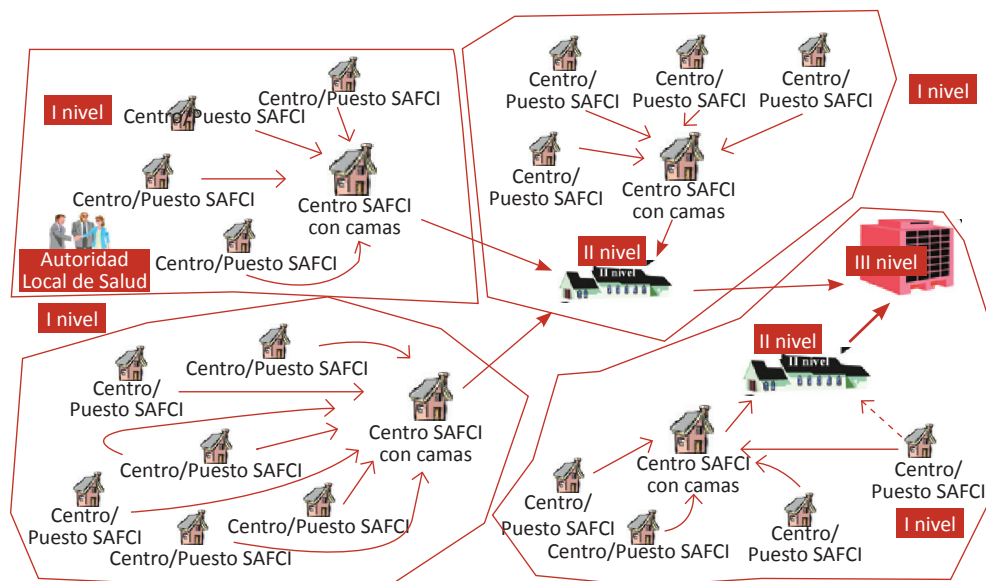 I nivel
Centro/Puesto SAFCI
Centro/Puesto SAFCI
Centro/Puesto SAFCI
Centro SAFCI
con camas
Autoridad
Local de Salud
Centro/Puesto SAFCI
Centro/
Puesto SAFCI
Centro/
Puesto SAFCI
Centro/
Puesto SAFCI
I nivel
Centro/
Puesto SAFCI
Centro SAFCI
con camas
II nivel
II nivel
III nivel
I nivel
Centro/Puesto SAFCI
Centro/
Puesto SAFCI
Centro SAFCI
con camas
Centro/Puesto SAFCI
Centro/
Puesto SAFCI
Centro/Puesto SAFCI
Centro/Puesto SAFCI
II nivel
II nivel
Centro SAFCI
con camas
Centro/
Puesto SAFCI
Centro/
Puesto SAFCI
Centro/Puesto SAFCI
Centro/
Puesto SAFCI
I nivel